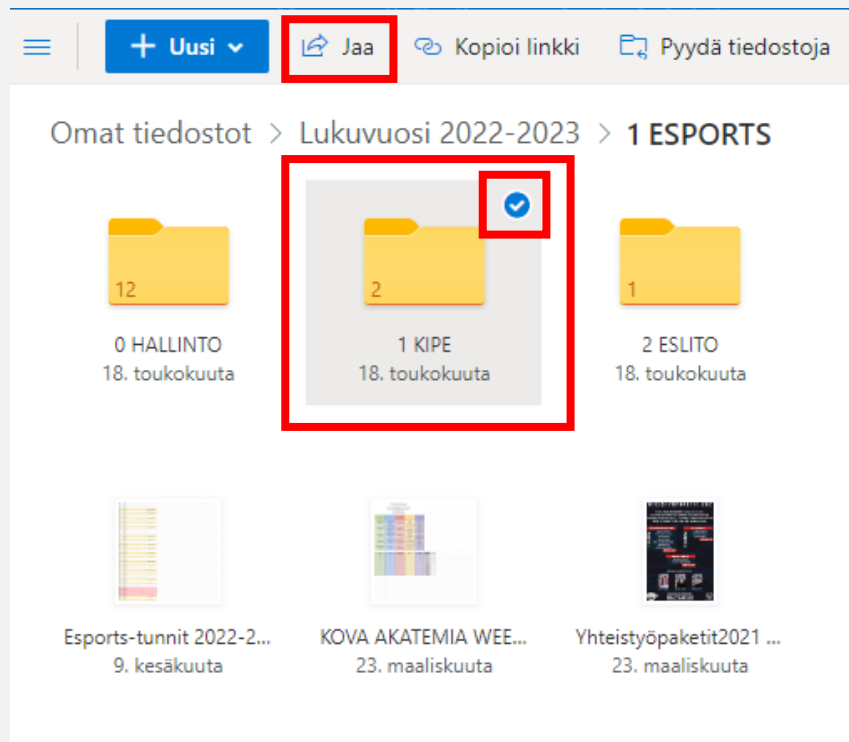 Uusi Jaa Kopioi linkki Pyydä tiedostoja
Omat tiedostot > Lukuvuosi 2022-2023 > 1 ESPORTS
12 2 1
0 HALLINTO 1 KIPE 2 ESLITO
18. toukokuuta 18. toukokuuta 18. toukokuuta
Esports-tunnit 2022-2... KOVA AKATEMIA WEE... Yhteistyöpaketit2021 ...
9. kesäkuuta 23. maaliskuuta 23. maaliskuuta